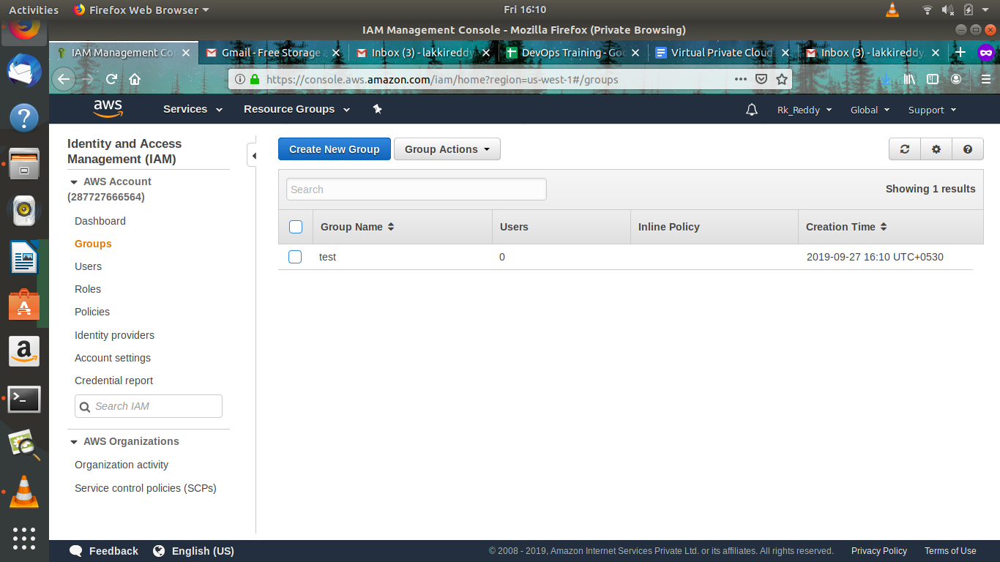 Activities Firefox Web Browser Fri 16:10
IAM Management Console - Mozilla Firefox (Private Browsing)
IAM Management Con Gmail - Free Storage a Inbox (3) - lakkireddy. DevOps Training - Goo Virtual Private Cloud Inbox (3) - lakkireddy.
https://console.aws.amazon.com/iam/home?region=us-west-1#/groups
aws Services Resource Groups Rk_Reddy Global Support
Identity and Access
Management (IAM)
AWS Account
(287727666564)
Dashboard
Groups
Users
Roles
Policies
Identity providers
Account settings
Credential report
Search IAM
AWS Organizations
Organization activity
Service control policies (SCPs)
Create New Group Group Actions
Search Showing 1 results
Group Name Users Inline Policy Creation Time
test 0 2019-09-27 16:10 UTC+0530
Feedback English (US) © 2008 - 2019, Amazon Internet Services Private Ltd. or its affiliates. All rights reserved. Privacy Policy Terms of Use